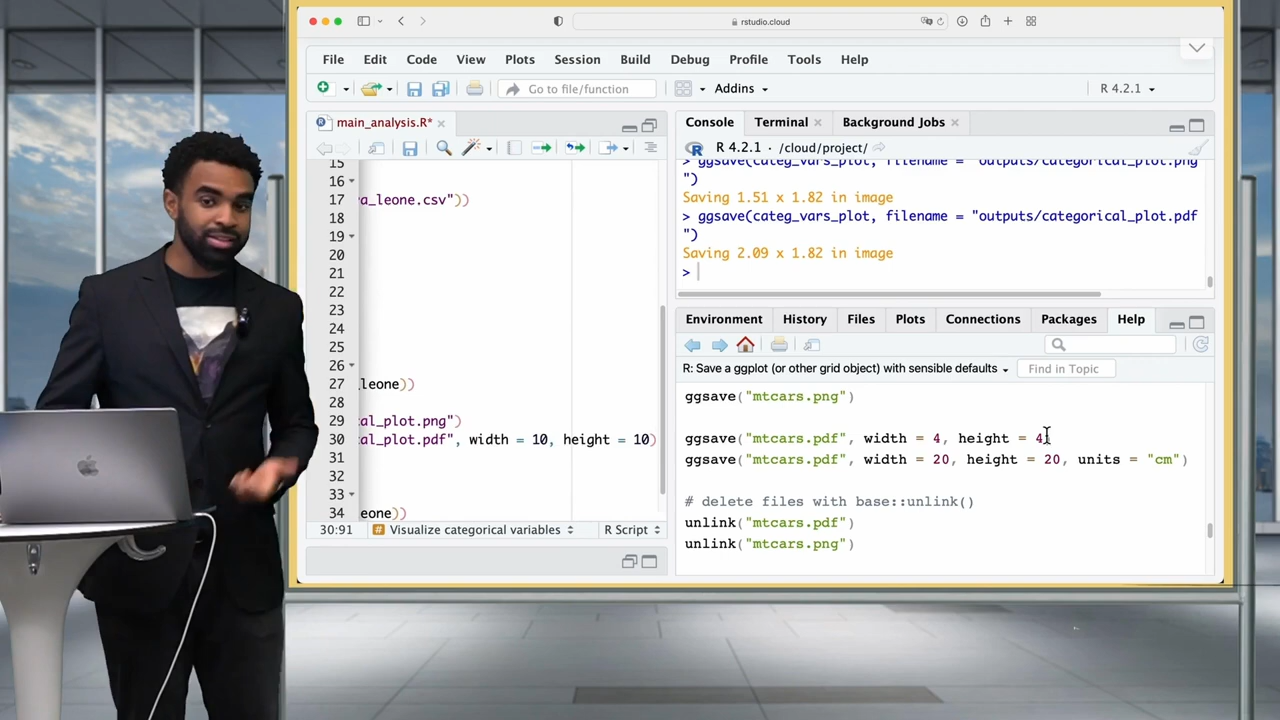 rstudio.cloud
File Edit Code View Plots Session Build Debug Profile Tools Help
Go to file/function
Addins
R 4.2.1
main_analysis.R*
15
16
17 a_leone.csv"))
18
19
20
21
22
23
24
25
26
27 leone))
28
29 al_plot.png")
30 al_plot.pdf", width = 10, height = 10)
31
32
33
34 eone))
30:91 # Visualize categorical variables R Script
Console Terminal Background Jobs
R 4.2.1 · /cloud/project/
> ggsave(categ_vars_plot, filename = "outputs/categorical_plot.png
")
Saving 1.51 x 1.82 in image
> ggsave(categ_vars_plot, filename = "outputs/categorical_plot.pdf
")
Saving 2.09 x 1.82 in image
>
Environment History Files Plots Connections Packages Help
R: Save a ggplot (or other grid object) with sensible defaults Find in Topic
ggsave("mtcars.png")
ggsave("mtcars.pdf", width = 4, height = 4)
ggsave("mtcars.pdf", width = 20, height = 20, units = "cm")
# delete files with base::unlink()
unlink("mtcars.pdf")
unlink("mtcars.png")